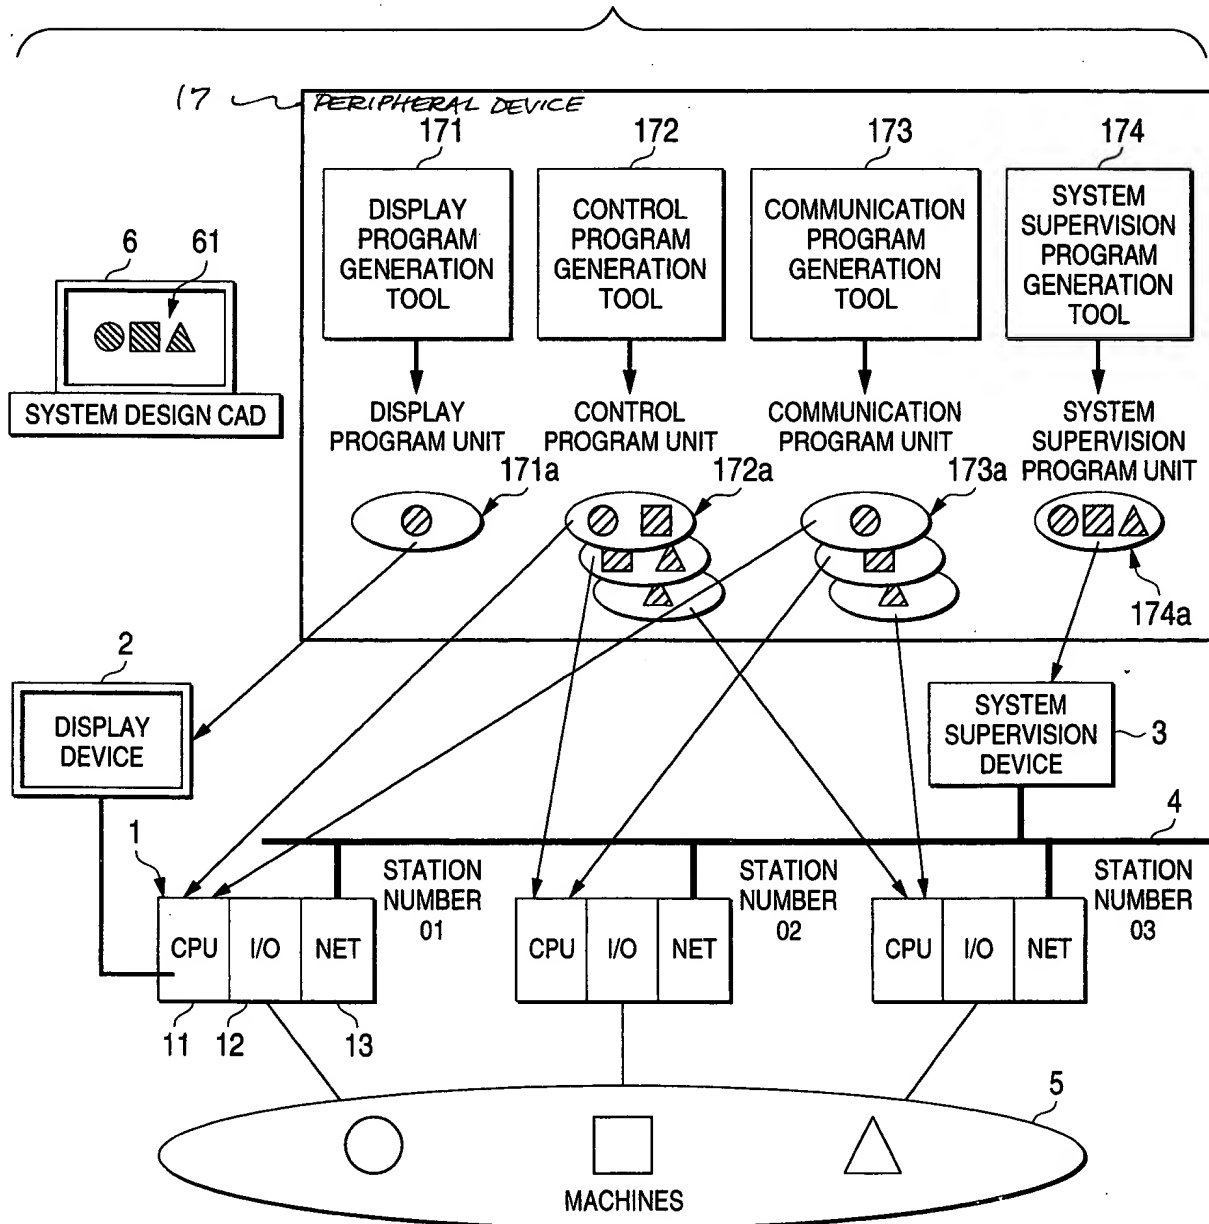 17 PERIPHERAL DEVICE
171
172
173
174
DISPLAY
PROGRAM
GENERATION
TOOL
CONTROL
PROGRAM
GENERATION
TOOL
COMMUNICATION
PROGRAM
GENERATION
TOOL
SYSTEM
SUPERVISION
PROGRAM
GENERATION
TOOL
6
61
SYSTEM DESIGN CAD
DISPLAY
PROGRAM UNIT
CONTROL
PROGRAM UNIT
COMMUNICATION
PROGRAM UNIT
SYSTEM
SUPERVISION
PROGRAM UNIT
171a
172a
173a
174a
2
DISPLAY
DEVICE
SYSTEM
SUPERVISION
DEVICE
3
4
1
STATION
NUMBER
01
STATION
NUMBER
02
STATION
NUMBER
03
CPU
I/O
NET
CPU
I/O
NET
CPU
I/O
NET
11
12
13
5
MACHINES